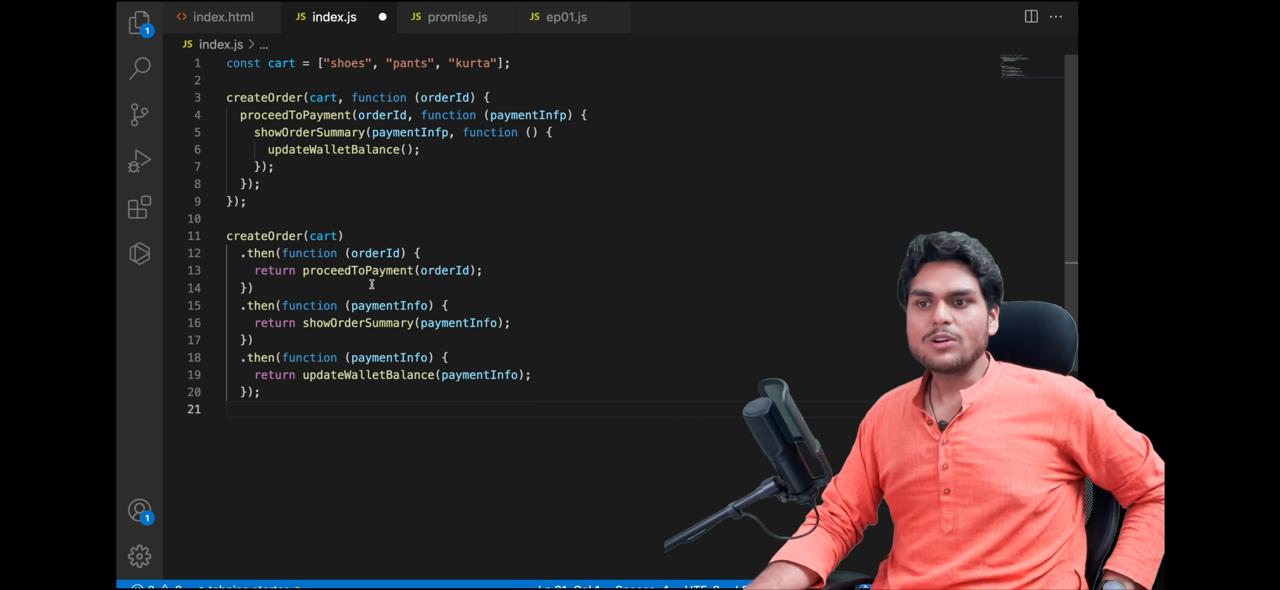 1
index.html
JS index.js
JS promise.js
JS ep01.js
JS index.js > ...
1 const cart = ["shoes", "pants", "kurta"];
2
3 createOrder(cart, function (orderId) {
4 proceedToPayment(orderId, function (paymentInfp) {
5 showOrderSummary(paymentInfp, function () {
6 updateWalletBalance();
7 });
8 });
9 });
10
11 createOrder(cart)
12 .then(function (orderId) {
13 return proceedToPayment(orderId);
14 })
15 .then(function (paymentInfo) {
16 return showOrderSummary(paymentInfo);
17 })
18 .then(function (paymentInfo) {
19 return updateWalletBalance(paymentInfo);
20 });
21
1